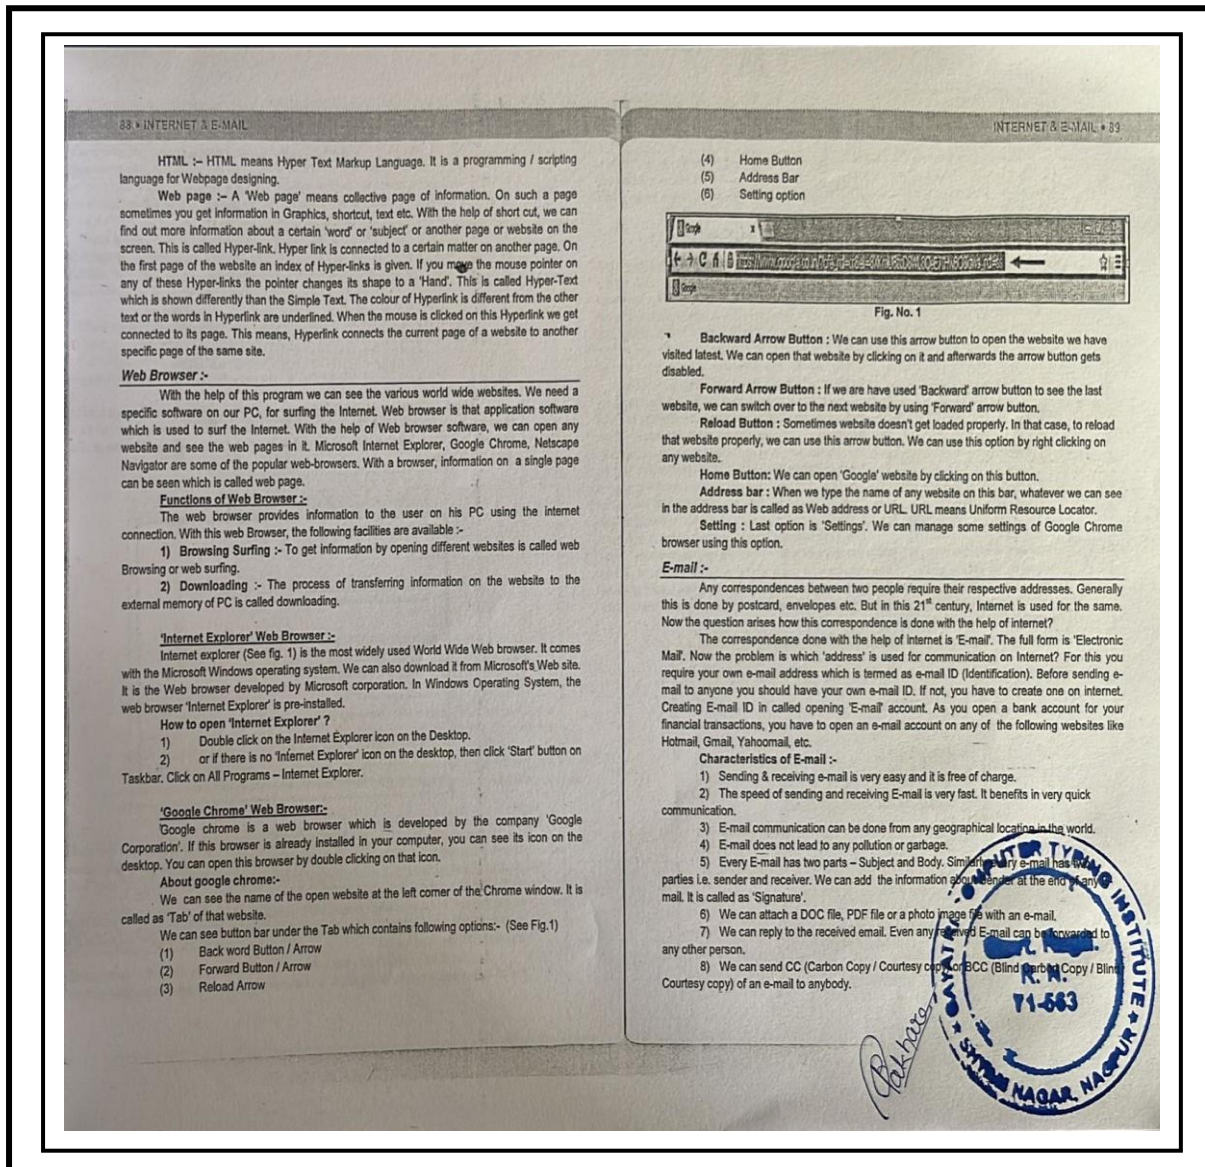 88 • INTERNET & E-MAIL
HTML :– HTML means Hyper Text Markup Language. It is a programming / scripting
language for Webpage designing.
Web page :– A 'Web page' means collective page of information. On such a page
sometimes you get information in Graphics, shortcut, text etc. With the help of short cut, we can
find out more information about a certain 'word' or 'subject' or another page or website on the
screen. This is called Hyper-link. Hyper link is connected to a certain matter on another page. On
the first page of the website an index of Hyper-links is given. If you move the mouse pointer on
any of these Hyper-links the pointer changes its shape to a 'Hand'. This is called Hyper-Text
which is shown differently than the Simple Text. The colour of Hyperlink is different from the other
text or the words in Hyperlink are underlined. When the mouse is clicked on this Hyperlink we get
connected to its page. This means, Hyperlink connects the current page of a website to another
specific page of the same site.
Web Browser :-
With the help of this program we can see the various world wide websites. We need a
specific software on our PC, for surfing the Internet. Web browser is that application software
which is used to surf the Internet. With the help of Web browser software, we can open any
website and see the web pages in it. Microsoft Internet Explorer, Google Chrome, Netscape
Navigator are some of the popular web-browsers. With a browser, information on a single page
can be seen which is called web page.
Functions of Web Browser :-
The web browser provides information to the user on his PC using the internet
connection. With this web Browser, the following facilities are available :-
1) Browsing Surfing :- To get information by opening different websites is called web
Browsing or web surfing.
2) Downloading :- The process of transferring information on the website to the
external memory of PC is called downloading.
'Internet Explorer' Web Browser :-
Internet explorer (See fig. 1) is the most widely used World Wide Web browser. It comes
with the Microsoft Windows operating system. We can also download it from Microsoft's Web site.
It is the Web browser developed by Microsoft corporation. In Windows Operating System, the
web browser 'Internet Explorer' is pre-installed.
How to open 'Internet Explorer' ?
1) Double click on the Internet Explorer icon on the Desktop.
2) or if there is no 'Internet Explorer' icon on the desktop, then click 'Start' button on
Taskbar. Click on All Programs – Internet Explorer.
'Google Chrome' Web Browser:-
Google chrome is a web browser which is developed by the company 'Google
Corporation'. If this browser is already installed in your computer, you can see its icon on the
desktop. You can open this browser by double clicking on that icon.
About google chrome:-
We can see the name of the open website at the left corner of the Chrome window. It is
called as 'Tab' of that website.
We can see button bar under the Tab which contains following options:- (See Fig.1)
(1) Back word Button / Arrow
(2) Forward Button / Arrow
(3) Reload Arrow
INTERNET & E-MAIL • 89
(4) Home Button
(5) Address Bar
(6) Setting option
Google
Google
Fig. No. 1
Backward Arrow Button : We can use this arrow button to open the website we have
visited latest. We can open that website by clicking on it and afterwards the arrow button gets
disabled.
Forward Arrow Button : If we are have used 'Backward' arrow button to see the last
website, we can switch over to the next website by using 'Forward' arrow button.
Reload Button : Sometimes website doesn't get loaded properly. In that case, to reload
that website properly, we can use this arrow button. We can use this option by right clicking on
any website.
Home Button: We can open 'Google' website by clicking on this button.
Address bar : When we type the name of any website on this bar, whatever we can see
in the address bar is called as Web address or URL. URL means Uniform Resource Locator.
Setting : Last option is 'Settings'. We can manage some settings of Google Chrome
browser using this option.
E-mail :-
Any correspondences between two people require their respective addresses. Generally
this is done by postcard, envelopes etc. But in this 21st century, Internet is used for the same.
Now the question arises how this correspondence is done with the help of internet?
The correspondence done with the help of internet is 'E-mail'. The full form is 'Electronic
Mail'. Now the problem is which 'address' is used for communication on Internet? For this you
require your own e-mail address which is termed as e-mail ID (Identification). Before sending e-
mail to anyone you should have your own e-mail ID. If not, you have to create one on internet.
Creating E-mail ID in called opening 'E-mail' account. As you open a bank account for your
financial transactions, you have to open an e-mail account on any of the following websites like
Hotmail, Gmail, Yahoomail, etc.
Characteristics of E-mail :-
1) Sending & receiving e-mail is very easy and it is free of charge.
2) The speed of sending and receiving E-mail is very fast. It benefits in very quick
communication.
3) E-mail communication can be done from any geographical location in the world.
4) E-mail does not lead to any pollution or garbage.
5) Every E-mail has two parts – Subject and Body. Similarly every e-mail has two
parties i.e. sender and receiver. We can add the information about sender at the end of any
mail. It is called as 'Signature'.
6) We can attach a DOC file, PDF file or a photo image file with an e-mail.
7) We can reply to the received email. Even any received E-mail can be forwarded to
any other person.
8) We can send CC (Carbon Copy / Courtesy copy) or BCC (Blind Carbon Copy / Blind
Courtesy copy) of an e-mail to anybody.
GAYATRI COMPUTER TYPING INSTITUTE
R. N.
71-563
NAGAR, NAGPUR